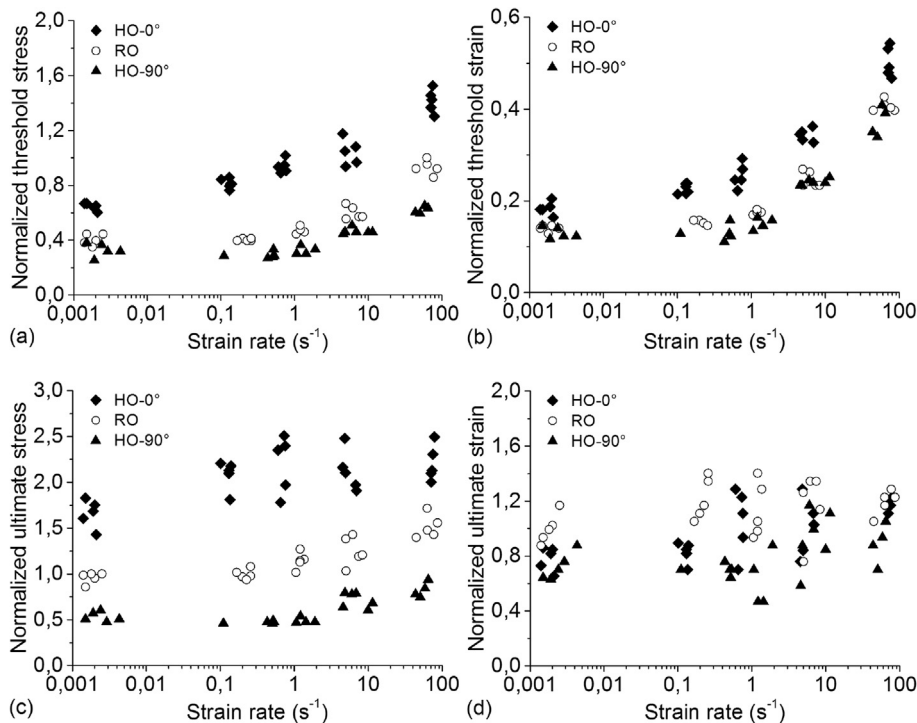 (a)
Normalized threshold stress
2,0
1,6
1,2
0,8
0,4
0,0
HO-0°
RO
HO-90°
0,001 0,01 0,1 1 10 100
Strain rate (s-1)
(b)
Normalized threshold strain
0,6
0,4
0,2
0,0
HO-0°
RO
HO-90°
0,001 0,01 0,1 1 10 100
Strain rate (s-1)
(c)
Normalized ultimate stress
3,0
2,5
2,0
1,5
1,0
0,5
0,0
HO-0°
RO
HO-90°
0,001 0,01 0,1 1 10 100
Strain rate (s-1)
(d)
Normalized ultimate strain
2,0
1,6
1,2
0,8
0,4
0,0
HO-0°
RO
HO-90°
0,001 0,01 0,1 1 10 100
Strain rate (s-1)